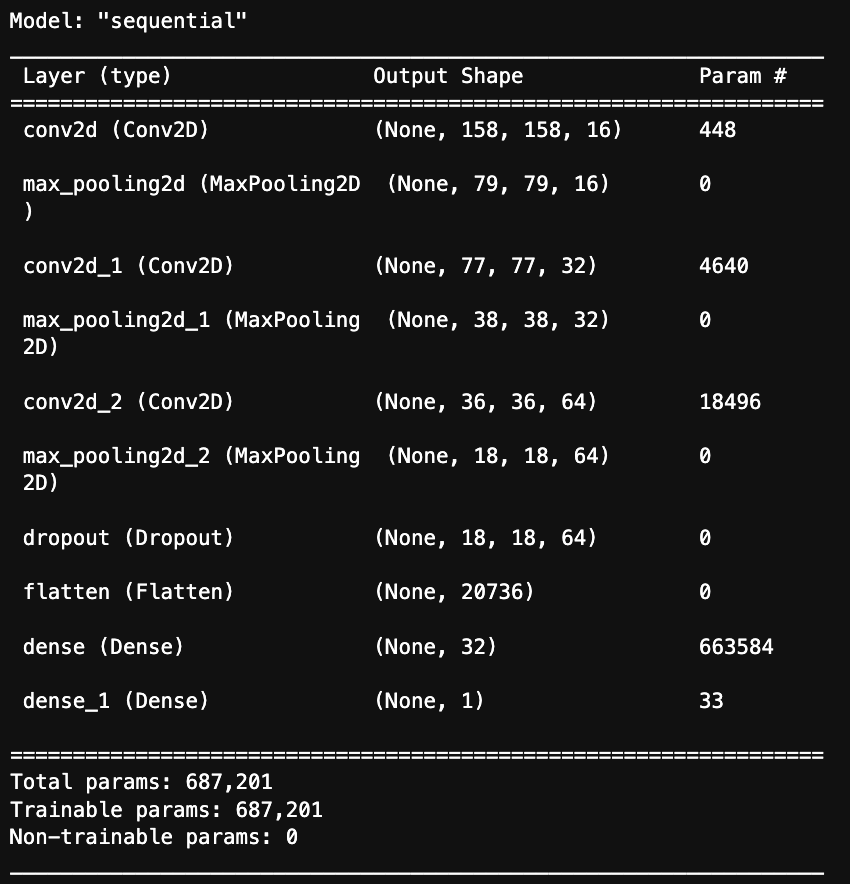 Model: "sequential"
Layer (type) Output Shape Param #
conv2d (Conv2D) (None, 158, 158, 16) 448
max_pooling2d (MaxPooling2D (None, 79, 79, 16) 0
)
conv2d_1 (Conv2D) (None, 77, 77, 32) 4640
max_pooling2d_1 (MaxPooling (None, 38, 38, 32) 0
2D)
conv2d_2 (Conv2D) (None, 36, 36, 64) 18496
max_pooling2d_2 (MaxPooling (None, 18, 18, 64) 0
2D)
dropout (Dropout) (None, 18, 18, 64) 0
flatten (Flatten) (None, 20736) 0
dense (Dense) (None, 32) 663584
dense_1 (Dense) (None, 1) 33
Total params: 687,201
Trainable params: 687,201
Non-trainable params: 0